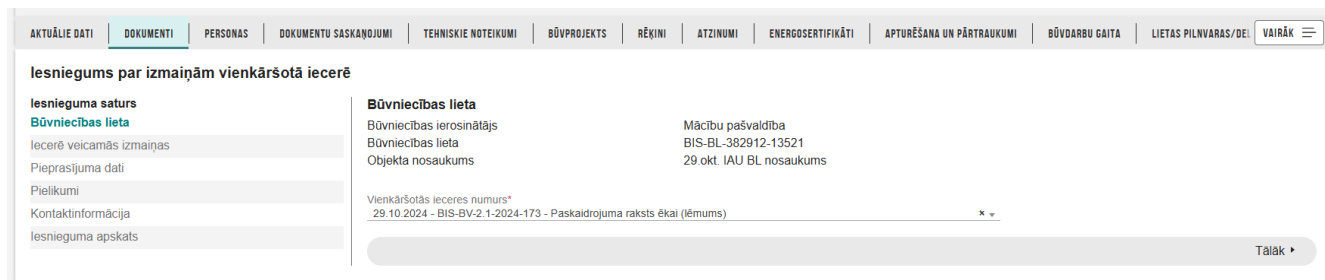 AKTUĀLIE DATI DOKUMENTI PERSONAS DOKUMENTU SASKAŅOJUMI TEHNISKIE NOTEIKUMI BŪVPROJEKTS RĒĶINI ATZINUMI ENERGOSERTIFIKĀTI APTURĒŠANA UN PĀRTRAUKUMI BŪVDARBU GAITA LIETAS PILNVARAS/DEL VAIRĀK
Iesniegums par izmaiņām vienkāršotā iecerē
Iesnieguma saturs
Būvniecības lieta
Iecerē veicamās izmaiņas
Pieprasījuma dati
Pielikumi
Kontaktinformācija
Iesnieguma apskats
Būvniecības lieta
Būvniecības ierosinātājs Mācību pašvaldība
Būvniecības lieta BIS-BL-382912-13521
Objekta nosaukums 29.okt. IAU BL nosaukums
Vienkāršotās ieceres numurs*
29.10.2024 - BIS-BV-2.1-2024-173 - Paskaidrojuma raksts ēkai (lēmums) ×
Tālāk